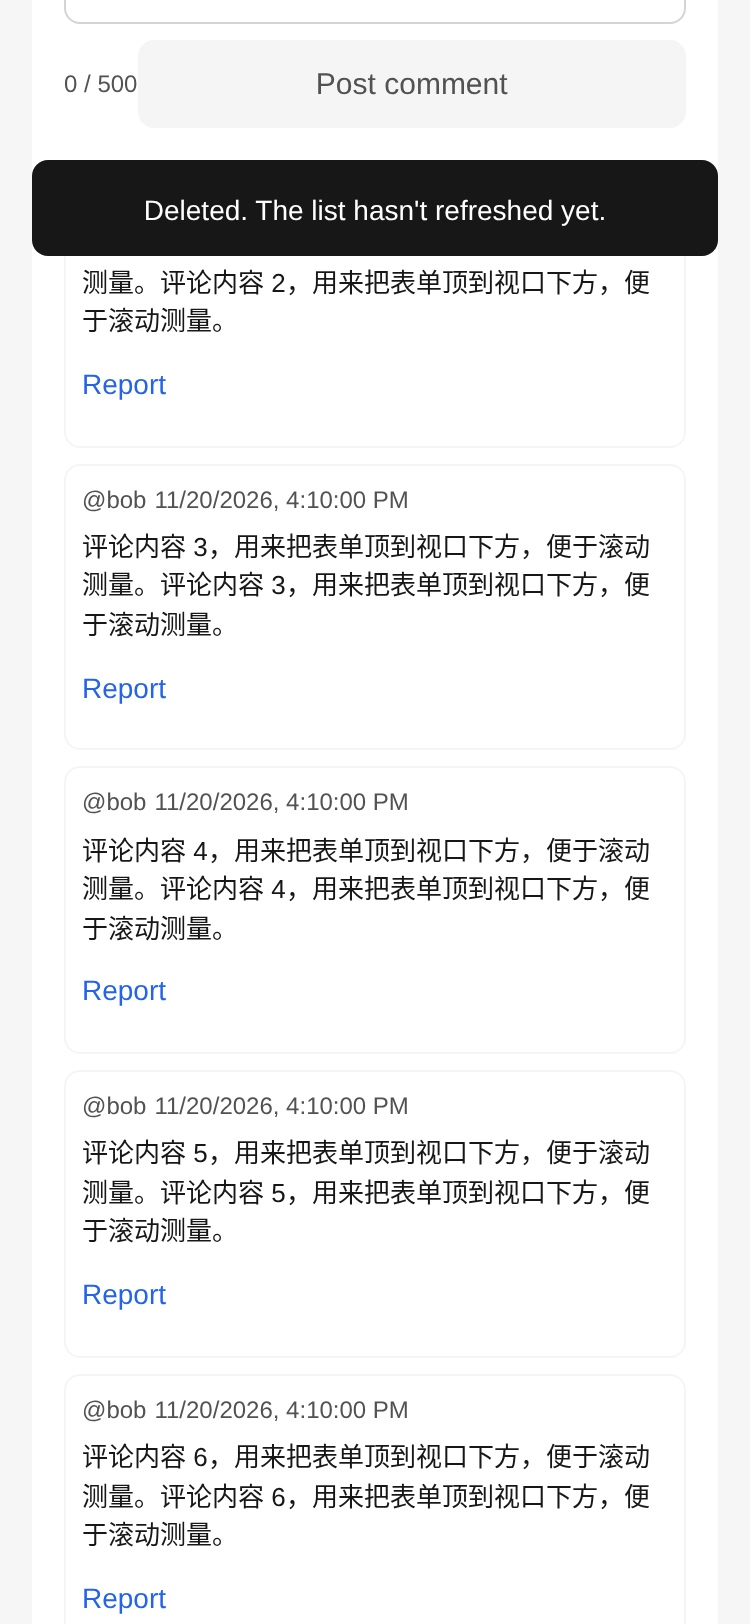 0 / 500
Post comment
Deleted. The list hasn't refreshed yet.
测量。评论内容 2，用来把表单顶到视口下方，便
于滚动测量。
Report
@bob 11/20/2026, 4:10:00 PM
评论内容 3，用来把表单顶到视口下方，便于滚动
测量。评论内容 3，用来把表单顶到视口下方，便
于滚动测量。
Report
@bob 11/20/2026, 4:10:00 PM
评论内容 4，用来把表单顶到视口下方，便于滚动
测量。评论内容 4，用来把表单顶到视口下方，便
于滚动测量。
Report
@bob 11/20/2026, 4:10:00 PM
评论内容 5，用来把表单顶到视口下方，便于滚动
测量。评论内容 5，用来把表单顶到视口下方，便
于滚动测量。
Report
@bob 11/20/2026, 4:10:00 PM
评论内容 6，用来把表单顶到视口下方，便于滚动
测量。评论内容 6，用来把表单顶到视口下方，便
于滚动测量。
Report